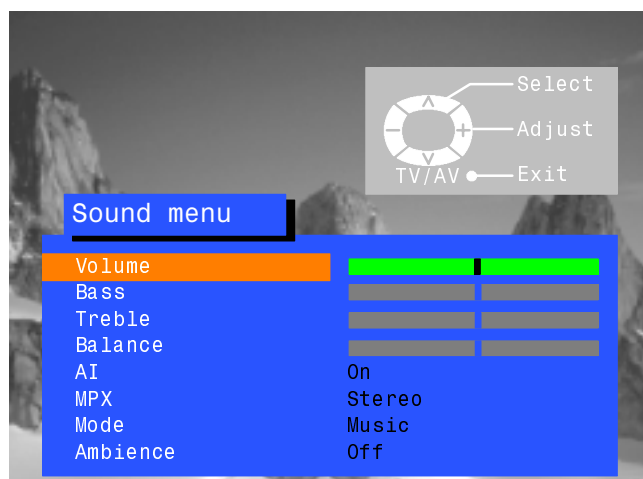 Select
Adjust
TV/AV Exit
Sound menu
Volume
Bass
Treble
Balance
AI On
MPX Stereo
Mode Music
Ambience Off